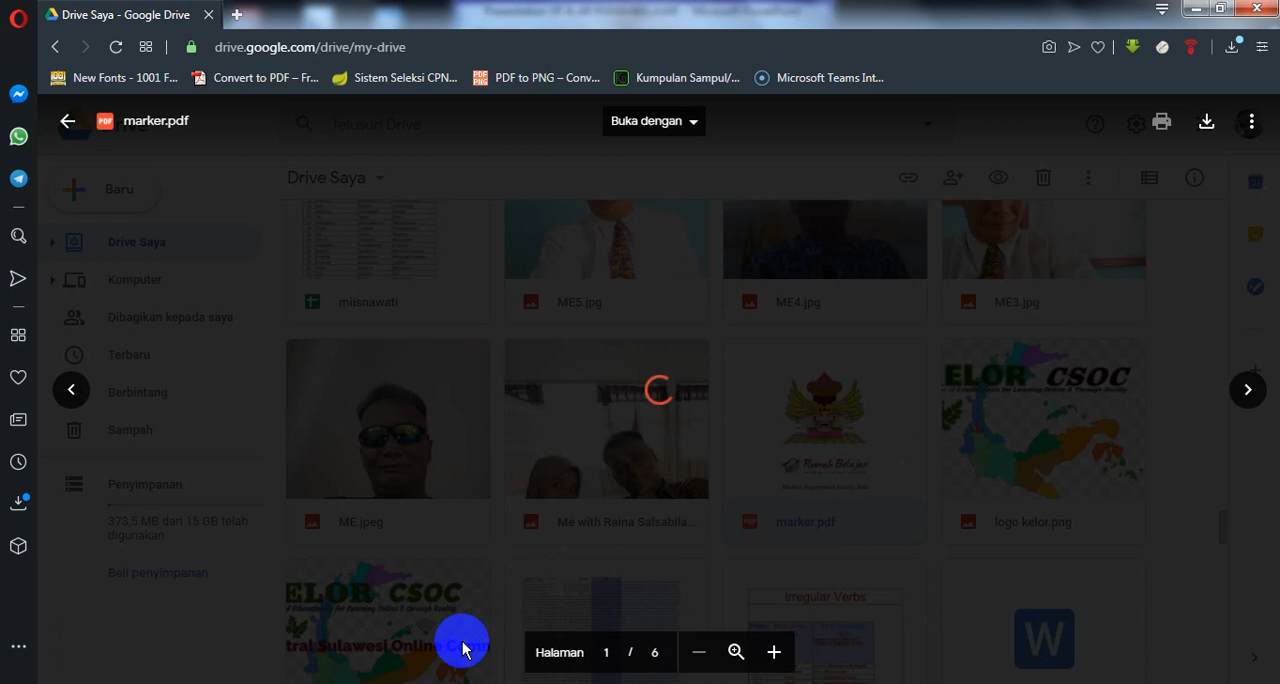 Drive Saya - Google Drive
drive.google.com/drive/my-drive
New Fonts - 1001 F...
Convert to PDF – Fr...
Sistem Seleksi CPN...
PDF to PNG – Conv...
Kumpulan Sampul/...
Microsoft Teams Int...
marker.pdf
Telusuri Drive
Buka dengan
Baru
Drive Saya
Drive Saya
Komputer
Dibagikan kepada saya
Terbaru
Berbintang
Sampah
Penyimpanan
373,5 MB dari 15 GB telah
digunakan
Beli penyimpanan
miisnawati
ME5.jpg
ME4.jpg
ME3.jpg
Rumah Belajar
ELOR CSOC
ME.jpeg
Me with Raina Salsabila...
marker.pdf
logo kelor.png
ELOR CSOC
Irregular Verbs
W
Halaman 1 / 6